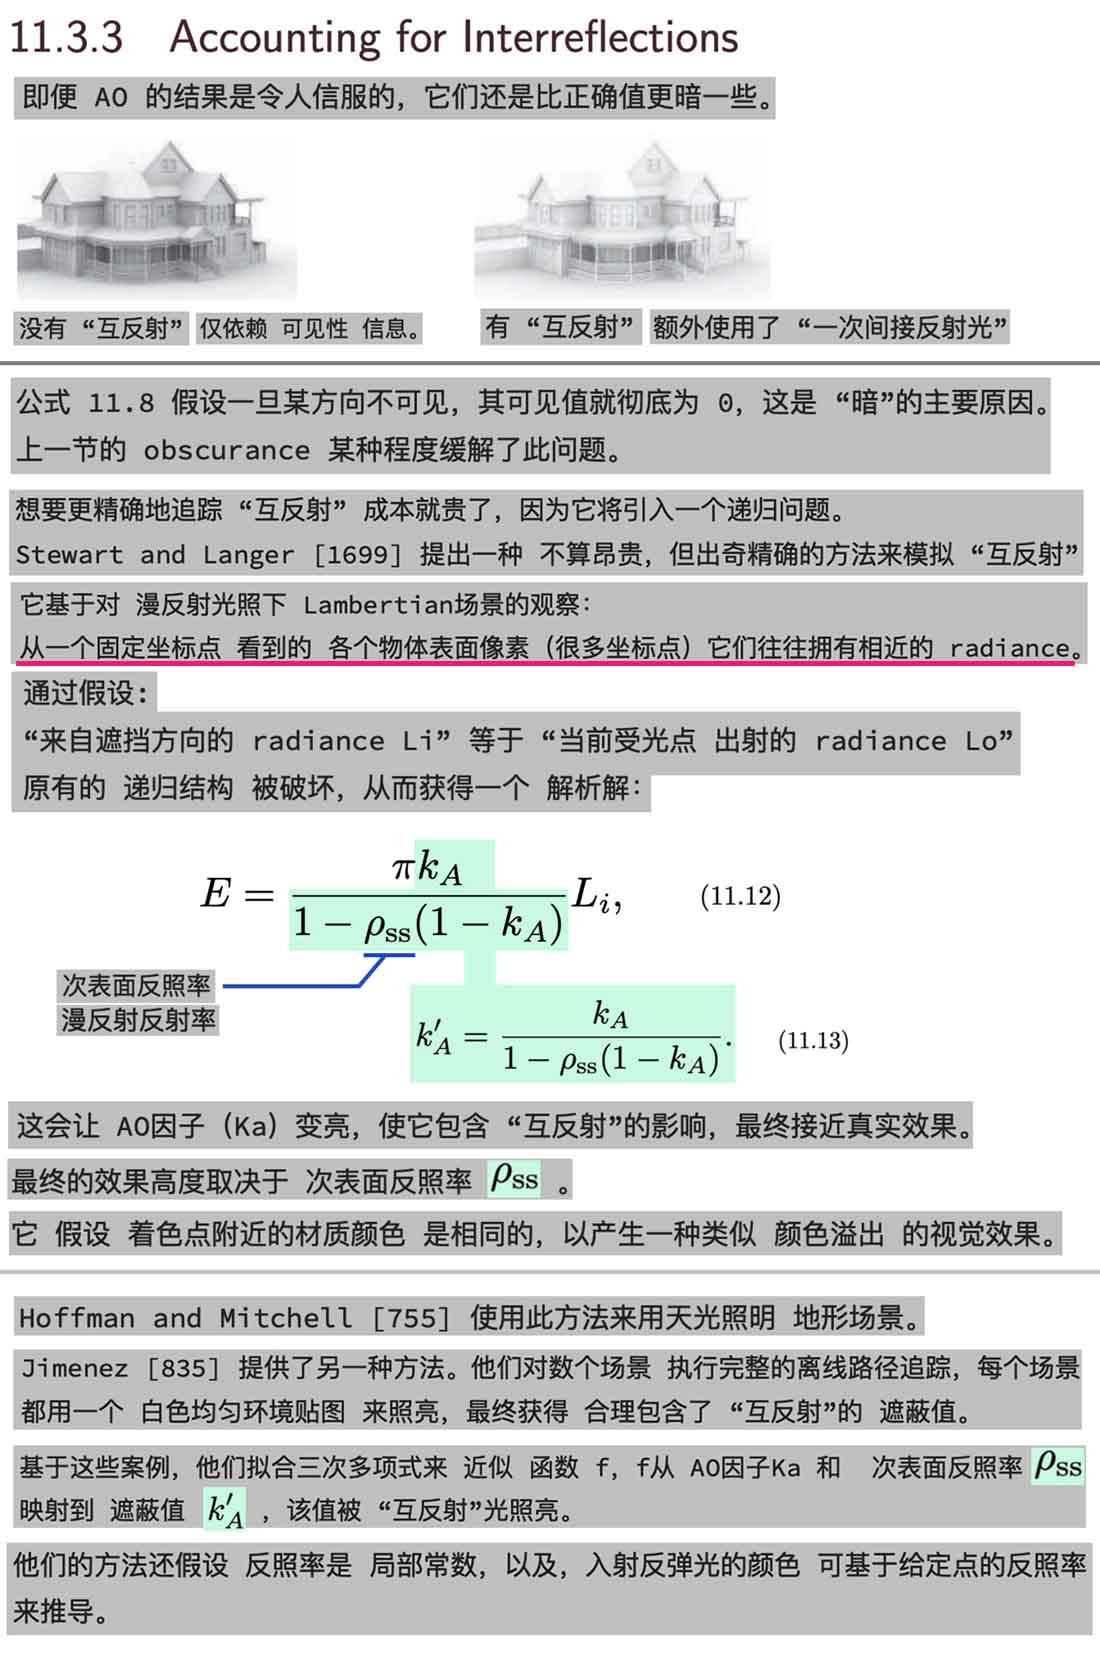 11.3.3 Accounting for Interreflections
即便 AO 的结果是令人信服的，它们还是比正确值更暗一些。
没有 “互反射” 仅依赖 可见性 信息。
有 “互反射” 额外使用了 “一次间接反射光”
公式 11.8 假设一旦某方向不可见，其可见值就彻底为 0，这是 “暗”的主要原因。
上一节的 obscurance 某种程度缓解了此问题。
想要更精确地追踪 “互反射” 成本就贵了，因为它将引入一个递归问题。
Stewart and Langer [1699] 提出一种 不算昂贵，但出奇精确的方法来模拟 “互反射”
它基于对 漫反射光照下 Lambertian场景的观察：
从一个固定坐标点 看到的 各个物体表面像素（很多坐标点）它们往往拥有相近的 radiance。
通过假设：
“来自遮挡方向的 radiance Li” 等于 “当前受光点 出射的 radiance Lo”
原有的 递归结构 被破坏，从而获得一个 解析解：
E = πk_A / (1 − ρ_ss(1 − k_A)) L_i, (11.12)
次表面反照率
漫反射反射率
k′_A = k_A / (1 − ρ_ss(1 − k_A)). (11.13)
这会让 AO因子（Ka）变亮，使它包含 “互反射”的影响，最终接近真实效果。
最终的效果高度取决于 次表面反照率 ρ_ss 。
它 假设 着色点附近的材质颜色 是相同的，以产生一种类似 颜色溢出 的视觉效果。
Hoffman and Mitchell [755] 使用此方法来用天光照明 地形场景。
Jimenez [835] 提供了另一种方法。他们对数个场景 执行完整的离线路径追踪，每个场景
都用一个 白色均匀环境贴图 来照亮，最终获得 合理包含了 “互反射”的 遮蔽值。
基于这些案例，他们拟合三次多项式来 近似 函数 f，f从 AO因子Ka 和 次表面反照率 ρ_ss
映射到 遮蔽值 k′_A ，该值被 “互反射”光照亮。
他们的方法还假设 反照率是 局部常数，以及，入射反弹光的颜色 可基于给定点的反照率
来推导。